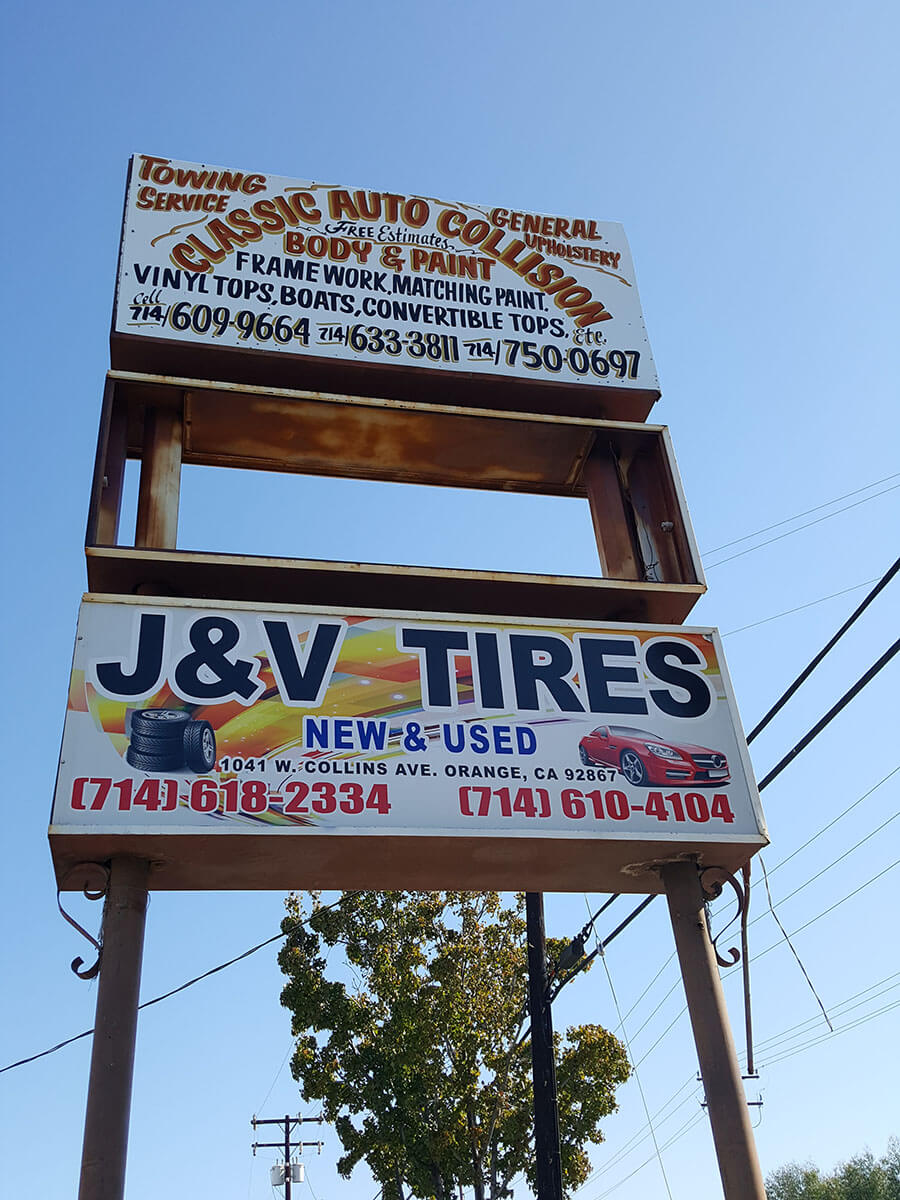 TOWING
SERVICE
GENERAL
UPHOLSTERY
CLASSIC AUTO COLLISION
FREE Estimates
BODY & PAINT
FRAME WORK, MATCHING PAINT.
VINYL TOPS, BOATS, CONVERTIBLE TOPS, Etc.
Cell
714/609-9664 714/633-3811 714/750-0697
J&V TIRES
NEW & USED
1041 W. COLLINS AVE. ORANGE, CA 92867
(714) 618-2334 (714) 610-4104